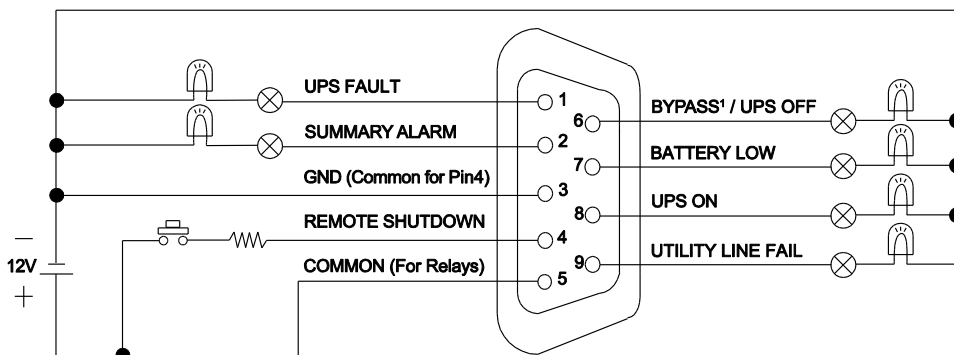 UPS FAULT
1
BYPASS¹ / UPS OFF
6
SUMMARY ALARM
2
BATTERY LOW
7
GND (Common for Pin4)
3
UPS ON
8
REMOTE SHUTDOWN
4
UTILITY LINE FAIL
9
COMMON (For Relays)
5
–
12V
+